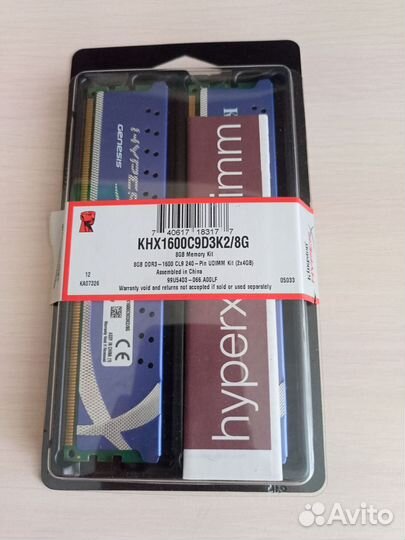 GENESIS
hyperx
dimm
7 40617 18317 7
KHX1600C9D3K2/8G
8GB Memory Kit
8GB DDR3-1600 CL9 240-Pin UDIMM Kit (2x4GB)
Assembled in China
12
KA07326
99U5403-066 A00LF
05033
Warranty void and returns not accepted if sold or used separately
Kingston
Avito